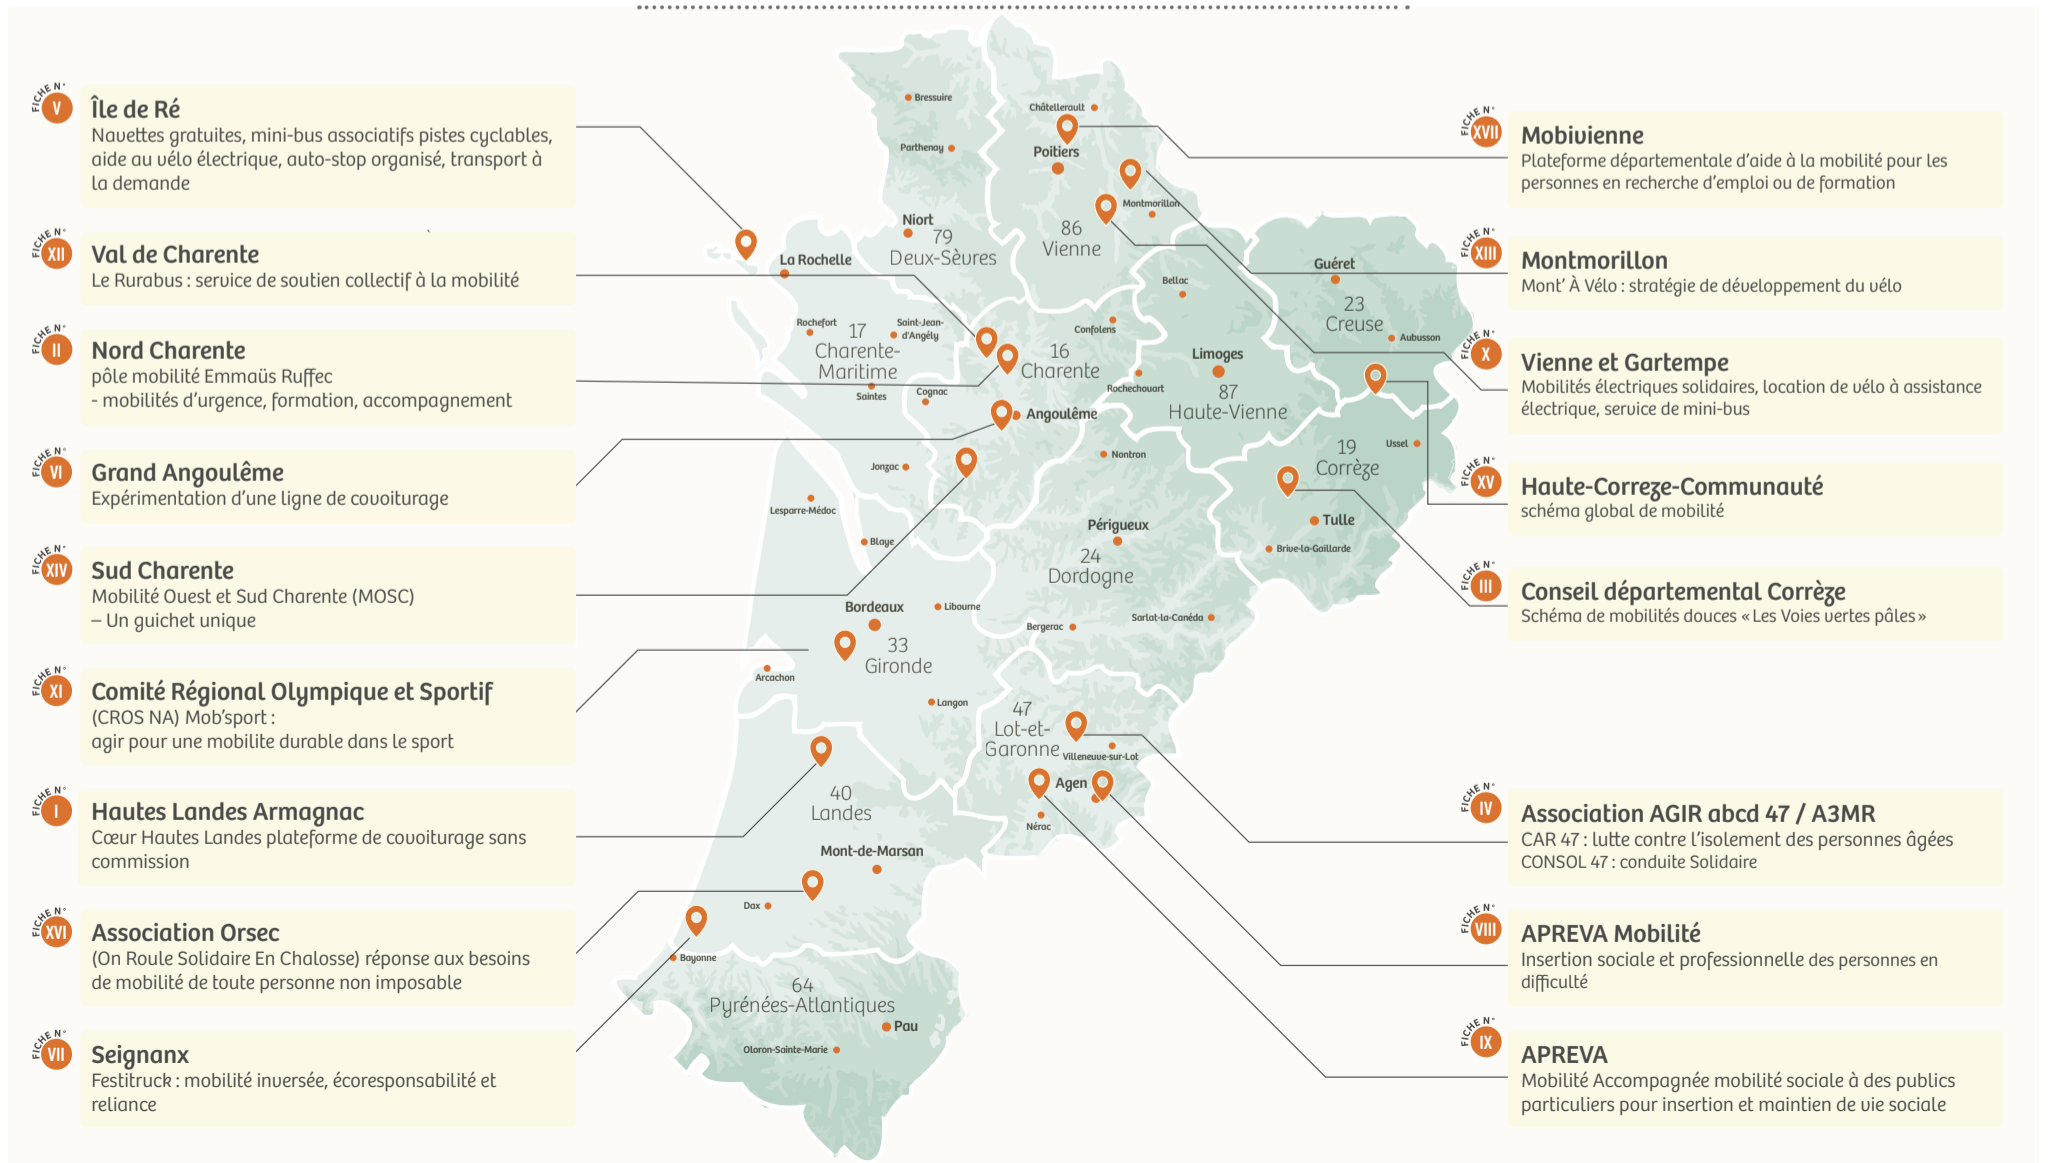 FICHE N° V
Île de Ré
Navettes gratuites, mini-bus associatifs pistes cyclables,
aide au vélo électrique, auto-stop organisé, transport à
la demande
FICHE N° XII
Val de Charente
Le Rurabus : service de soutien collectif à la mobilité
FICHE N° II
Nord Charente
pôle mobilité Emmaüs Ruffec
- mobilités d'urgence, formation, accompagnement
FICHE N° VI
Grand Angoulême
Expérimentation d'une ligne de covoiturage
FICHE N° XIV
Sud Charente
Mobilité Ouest et Sud Charente (MOSC)
– Un guichet unique
FICHE N° XI
Comité Régional Olympique et Sportif
(CROS NA) Mob'sport :
agir pour une mobilite durable dans le sport
FICHE N° I
Hautes Landes Armagnac
Cœur Hautes Landes plateforme de covoiturage sans
commission
FICHE N° XVI
Association Orsec
(On Roule Solidaire En Chalosse) réponse aux besoins
de mobilité de toute personne non imposable
FICHE N° VII
Seignanx
Festitruck : mobilité inversée, écoresponsabilité et
reliance
Bressuire
Châtellerault
Parthenay
Poitiers
Montmorillon
Niort
79
Deux-Sèvres
86
Vienne
La Rochelle
Guéret
Bellac
23
Creuse
Rochefort
17
Charente-
Maritime
Saint-Jean-
d'Angély
Confolens
Aubusson
16
Charente
Limoges
Saintes
Cognac
Rochechouart
87
Haute-Vienne
Angoulême
Ussel
19
Corrèze
Jonzac
Nontron
Lesparre-Médoc
Périgueux
Tulle
Blaye
Brive-la-Gaillarde
24
Dordogne
Bordeaux
Libourne
Bergerac
Sarlat-la-Canéda
33
Gironde
Arcachon
Langon
47
Lot-et-
Garonne
Villeneuve-sur-Lot
Agen
40
Landes
Nérac
Mont-de-Marsan
Dax
Bayonne
64
Pyrénées-Atlantiques
Pau
Oloron-Sainte-Marie
FICHE N° XVII
Mobivienne
Plateforme départementale d'aide à la mobilité pour les
personnes en recherche d'emploi ou de formation
FICHE N° XIII
Montmorillon
Mont' À Vélo : stratégie de développement du vélo
FICHE N° X
Vienne et Gartempe
Mobilités électriques solidaires, location de vélo à assistance
électrique, service de mini-bus
FICHE N° XV
Haute-Correze-Communauté
schéma global de mobilité
FICHE N° III
Conseil départemental Corrèze
Schéma de mobilités douces « Les Voies vertes pâles »
FICHE N° IV
Association AGIR abcd 47 / A3MR
CAR 47 : lutte contre l'isolement des personnes âgées
CONSOL 47 : conduite Solidaire
FICHE N° VIII
APREVA Mobilité
Insertion sociale et professionnelle des personnes en
difficulté
FICHE N° IX
APREVA
Mobilité Accompagnée mobilité sociale à des publics
particuliers pour insertion et maintien de vie sociale